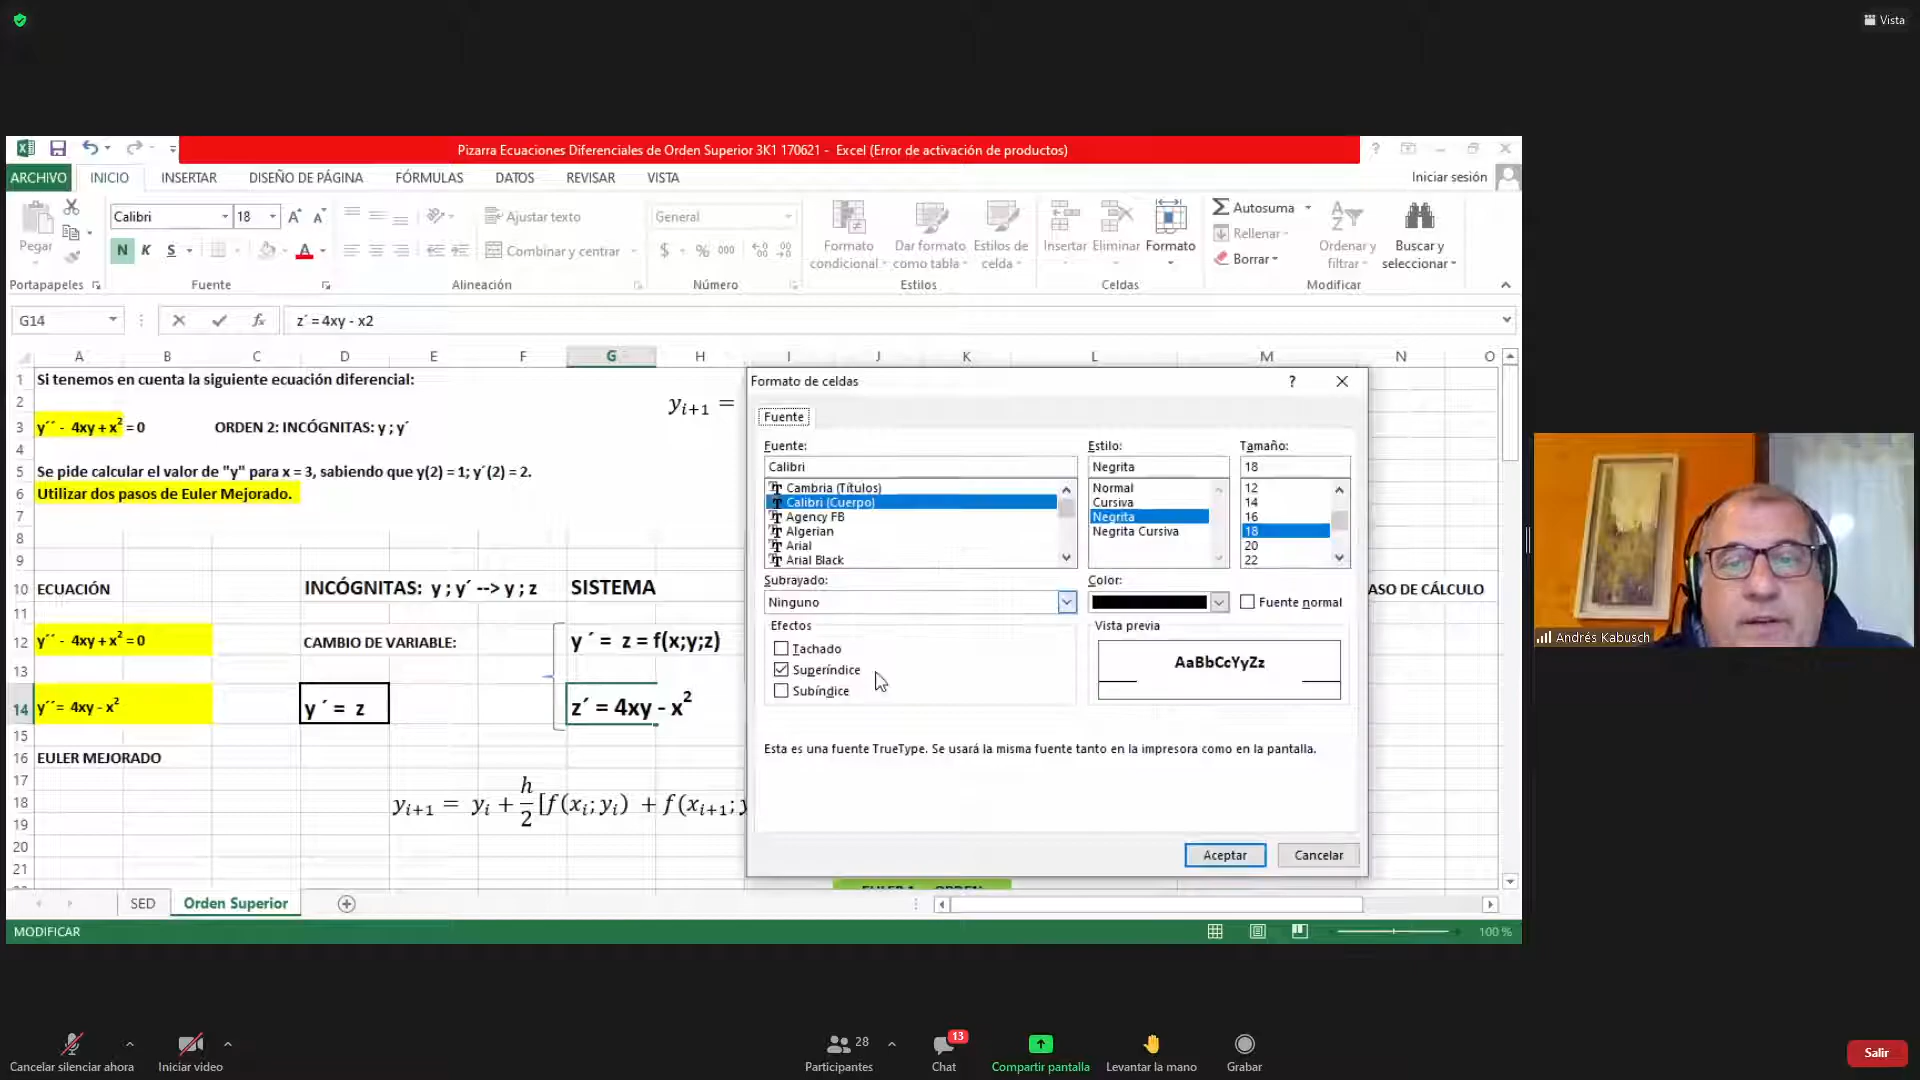 Vista
Pizarra Ecuaciones Diferenciales de Orden Superior 3K1 170621 - Excel (Error de activación de productos)
ARCHIVO INICIO INSERTAR DISEÑO DE PÁGINA FÓRMULAS DATOS REVISAR VISTA Iniciar sesión
Pegar Calibri 18 Ajustar texto General Formato condicional Dar formato como tabla Estilos de celda Insertar Eliminar Formato Autosuma Rellenar Borrar Ordenar y filtrar Buscar y seleccionar
N K S Combinar y centrar $ % 000
Portapapeles Fuente Alineación Número Estilos Celdas Modificar
G14 fx z´ = 4xy - x2
A B C D E F G H I J K L M N O
1 Si tenemos en cuenta la siguiente ecuación diferencial:
2 yᵢ₊₁ =
3 y´´ - 4xy + x² = 0 ORDEN 2: INCÓGNITAS: y ; y´
4
5 Se pide calcular el valor de "y" para x = 3, sabiendo que y(2) = 1; y´(2) = 2.
6 Utilizar dos pasos de Euler Mejorado.
7
8
9
10 ECUACIÓN INCÓGNITAS: y ; y´ --> y ; z SISTEMA ASO DE CÁLCULO
11
12 y´´ - 4xy + x² = 0 CAMBIO DE VARIABLE: y ´ = z = f(x;y;z)
13
14 y´´= 4xy - x² y ´ = z z´ = 4xy - x²
15
16 EULER MEJORADO
17
18 yᵢ₊₁ = yᵢ + h/2 [f(xᵢ; yᵢ) + f(xᵢ₊₁; y
19
20
21
Formato de celdas ?
Fuente
Fuente: Estilo: Tamaño:
Calibri Negrita 18
Cambria (Títulos) Normal 12
Calibri (Cuerpo) Cursiva 14
Agency FB Negrita 16
Algerian Negrita Cursiva 18
Arial 20
Arial Black 22
Subrayado: Color:
Ninguno Fuente normal
Efectos Vista previa
Tachado
Superíndice AaBbCcYyZz
Subíndice
Esta es una fuente TrueType. Se usará la misma fuente tanto en la impresora como en la pantalla.
Aceptar Cancelar
SED Orden Superior
MODIFICAR 100 %
Andrés Kabusch
Cancelar silenciar ahora Iniciar video Participantes 28 Chat 13 Compartir pantalla Levantar la mano Grabar Salir